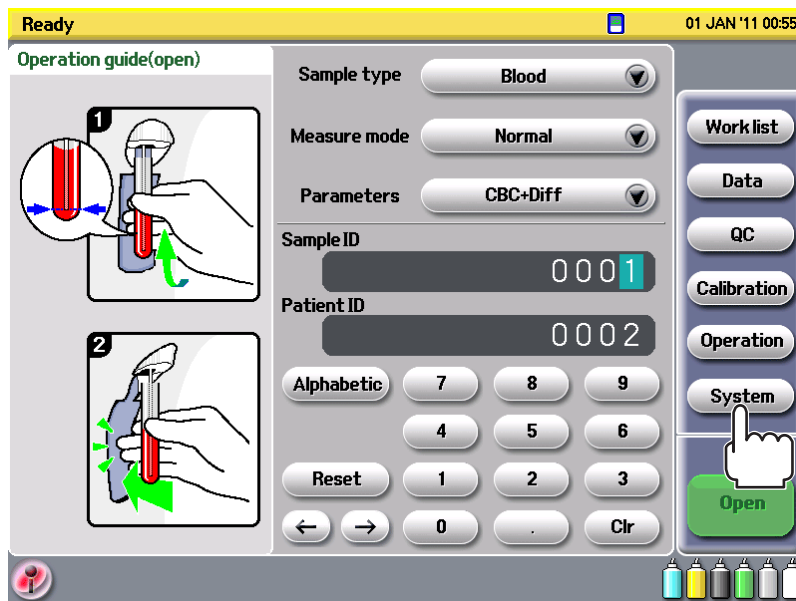 Ready
01 JAN '11 00:55
Operation guide(open)
1
2
Sample type
Blood
Measure mode
Normal
Parameters
CBC+Diff
Sample ID
0001
Patient ID
0002
Alphabetic 7 8 9
4 5 6
Reset 1 2 3
← → 0 . Clr
Work list
Data
QC
Calibration
Operation
System
Open